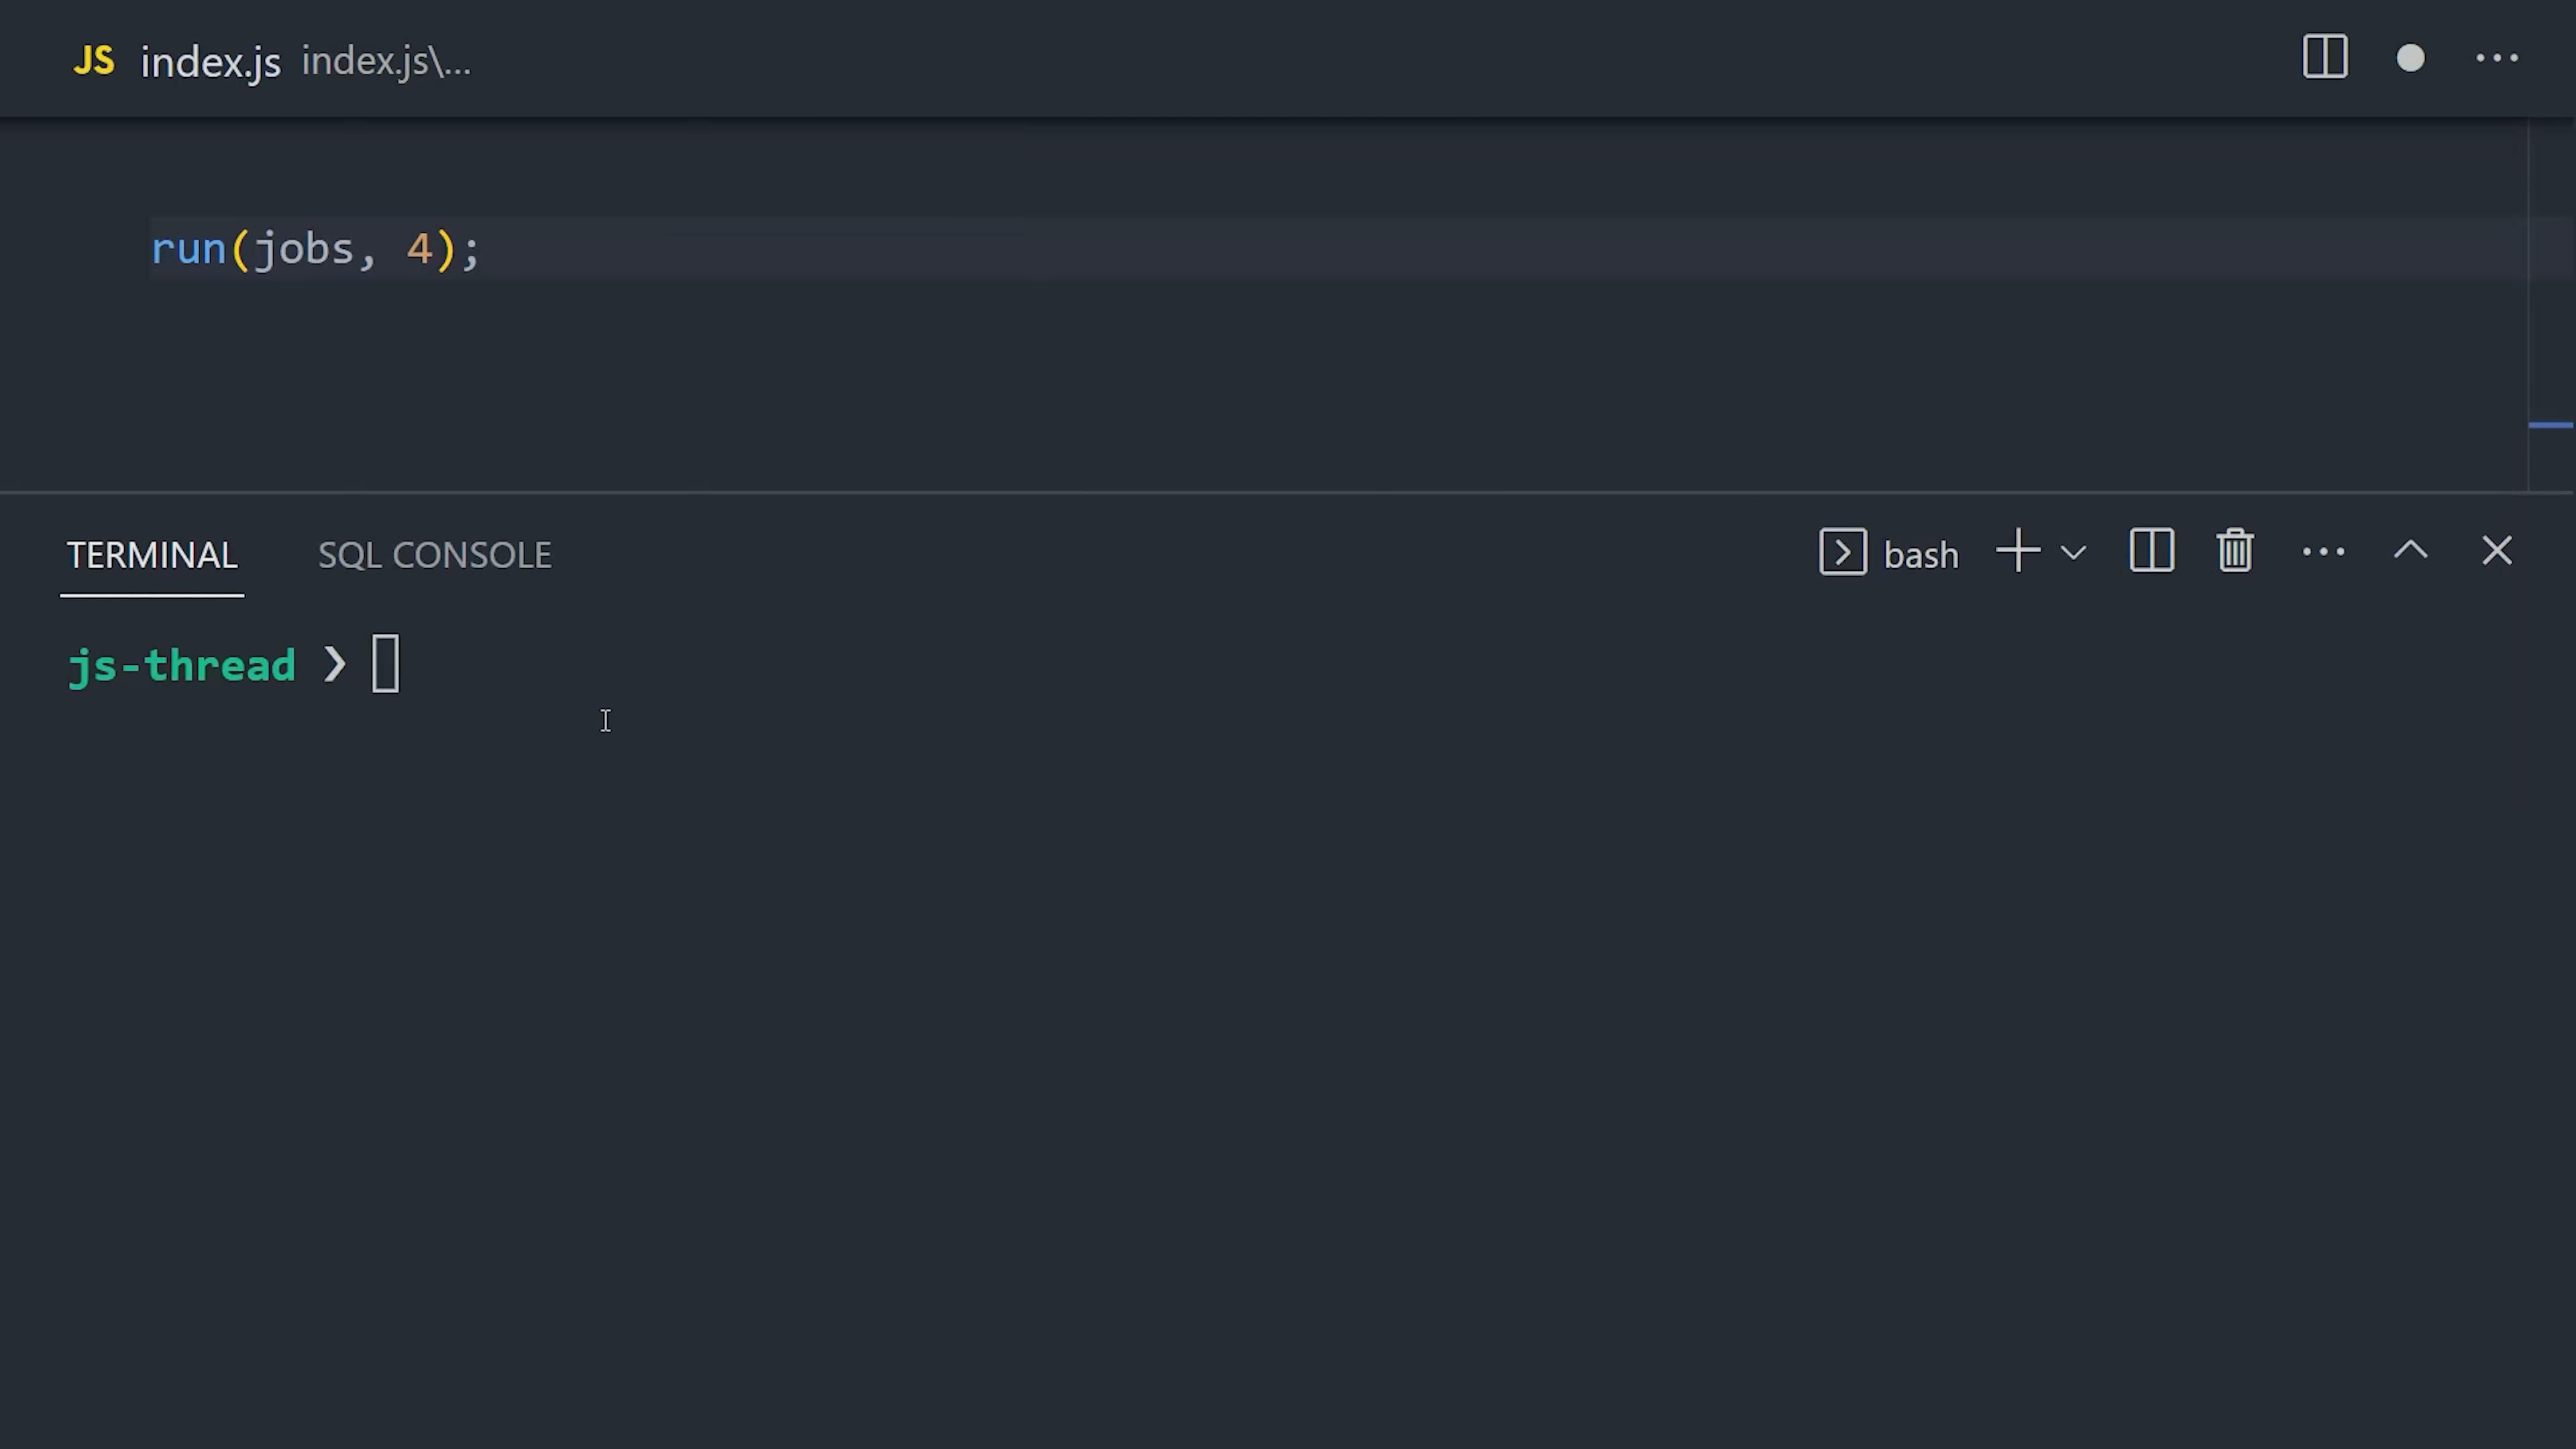 JS index.js index.js\...
run(jobs, 4);
TERMINAL SQL CONSOLE bash
js-thread ❯